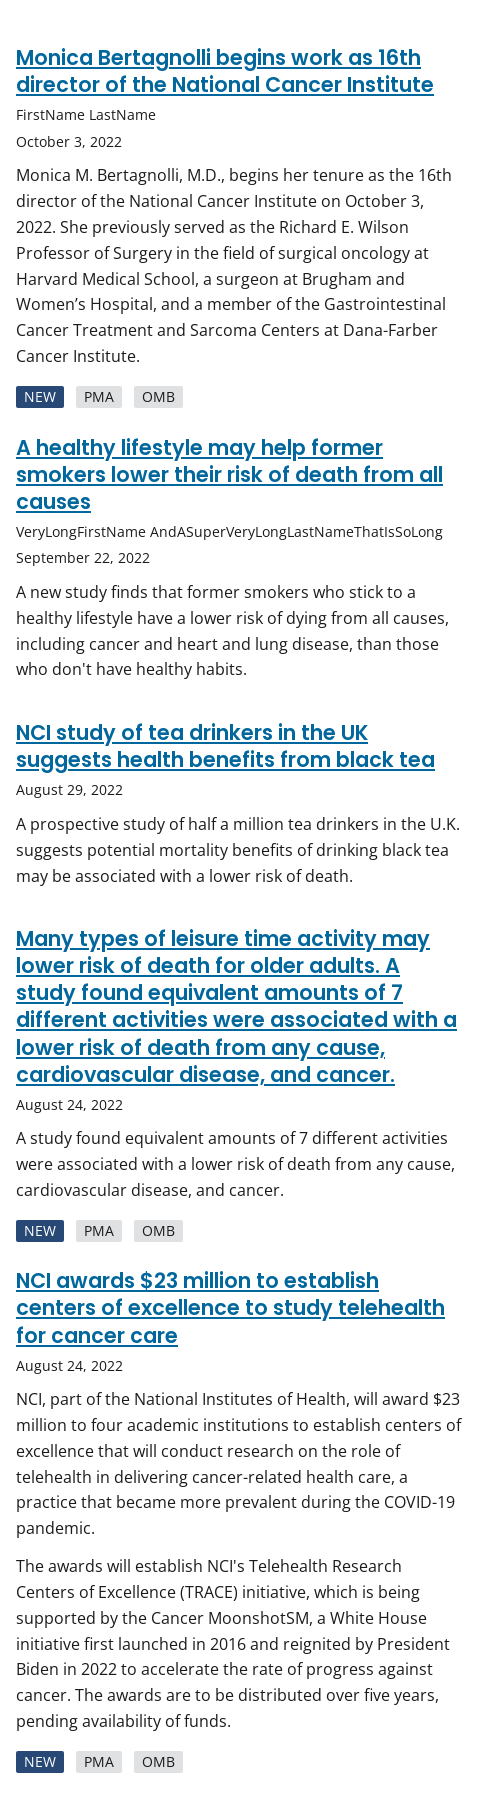 Monica Bertagnolli begins work as 16th
director of the National Cancer Institute
FirstName LastName
October 3, 2022
Monica M. Bertagnolli, M.D., begins her tenure as the 16th
director of the National Cancer Institute on October 3,
2022. She previously served as the Richard E. Wilson
Professor of Surgery in the field of surgical oncology at
Harvard Medical School, a surgeon at Brugham and
Women’s Hospital, and a member of the Gastrointestinal
Cancer Treatment and Sarcoma Centers at Dana-Farber
Cancer Institute.
NEW PMA OMB
A healthy lifestyle may help former
smokers lower their risk of death from all
causes
VeryLongFirstName AndASuperVeryLongLastNameThatIsSoLong
September 22, 2022
A new study finds that former smokers who stick to a
healthy lifestyle have a lower risk of dying from all causes,
including cancer and heart and lung disease, than those
who don't have healthy habits.
NCI study of tea drinkers in the UK
suggests health benefits from black tea
August 29, 2022
A prospective study of half a million tea drinkers in the U.K.
suggests potential mortality benefits of drinking black tea
may be associated with a lower risk of death.
Many types of leisure time activity may
lower risk of death for older adults. A
study found equivalent amounts of 7
different activities were associated with a
lower risk of death from any cause,
cardiovascular disease, and cancer.
August 24, 2022
A study found equivalent amounts of 7 different activities
were associated with a lower risk of death from any cause,
cardiovascular disease, and cancer.
NEW PMA OMB
NCI awards $23 million to establish
centers of excellence to study telehealth
for cancer care
August 24, 2022
NCI, part of the National Institutes of Health, will award $23
million to four academic institutions to establish centers of
excellence that will conduct research on the role of
telehealth in delivering cancer-related health care, a
practice that became more prevalent during the COVID-19
pandemic.
The awards will establish NCI's Telehealth Research
Centers of Excellence (TRACE) initiative, which is being
supported by the Cancer MoonshotSM, a White House
initiative first launched in 2016 and reignited by President
Biden in 2022 to accelerate the rate of progress against
cancer. The awards are to be distributed over five years,
pending availability of funds.
NEW PMA OMB